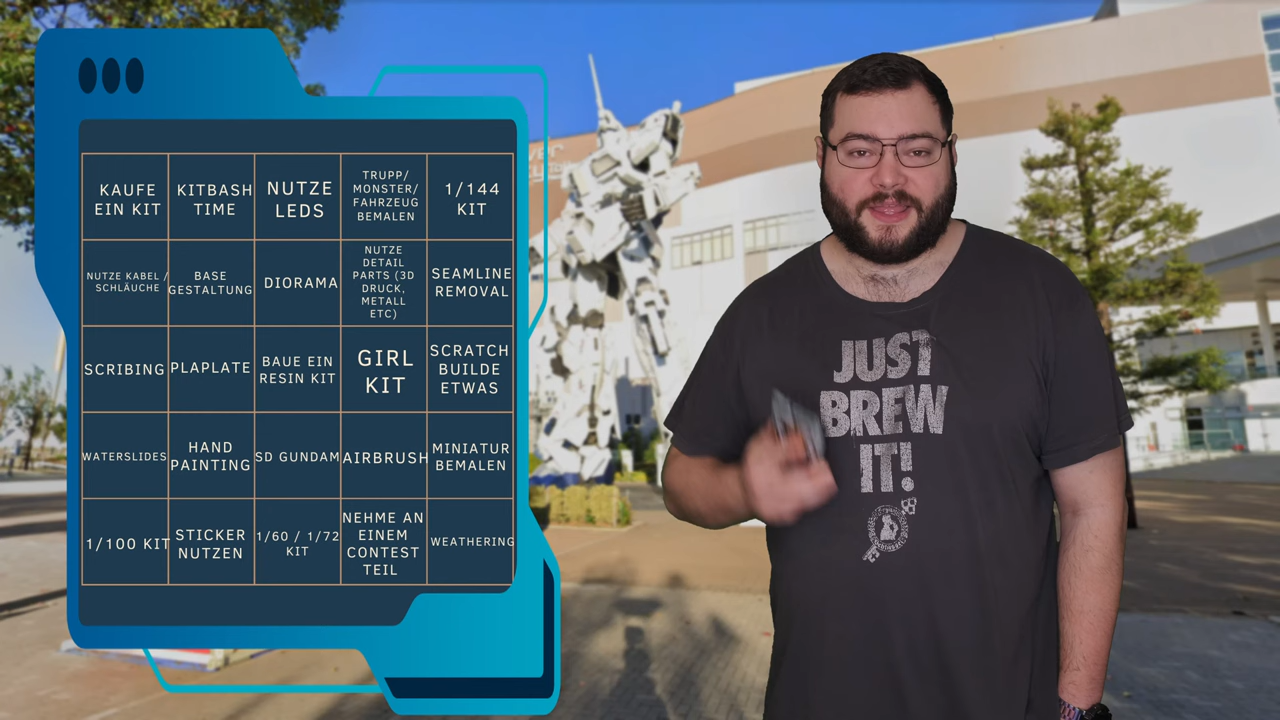 KAUFE
EIN KIT
KITBASH
TIME
NUTZE
LEDS
TRUPP/
MONSTER/
FAHRZEUG
BEMALEN
1/144
KIT
NUTZE KABEL /
SCHLÄUCHE
BASE
GESTALTUNG
DIORAMA
NUTZE
DETAIL
PARTS (3D
DRUCK,
METALL
ETC)
SEAMLINE
REMOVAL
SCRIBING
PLAPLATE
BAUE EIN
RESIN KIT
GIRL
KIT
SCRATCH
BUILDE
ETWAS
WATERSLIDES
HAND
PAINTING
SD GUNDAM
AIRBRUSH
MINIATUR
BEMALEN
1/100 KIT
STICKER
NUTZEN
1/60 / 1/72
KIT
NEHME AN
EINEM
CONTEST
TEIL
WEATHERING
JUST
BREW
IT!